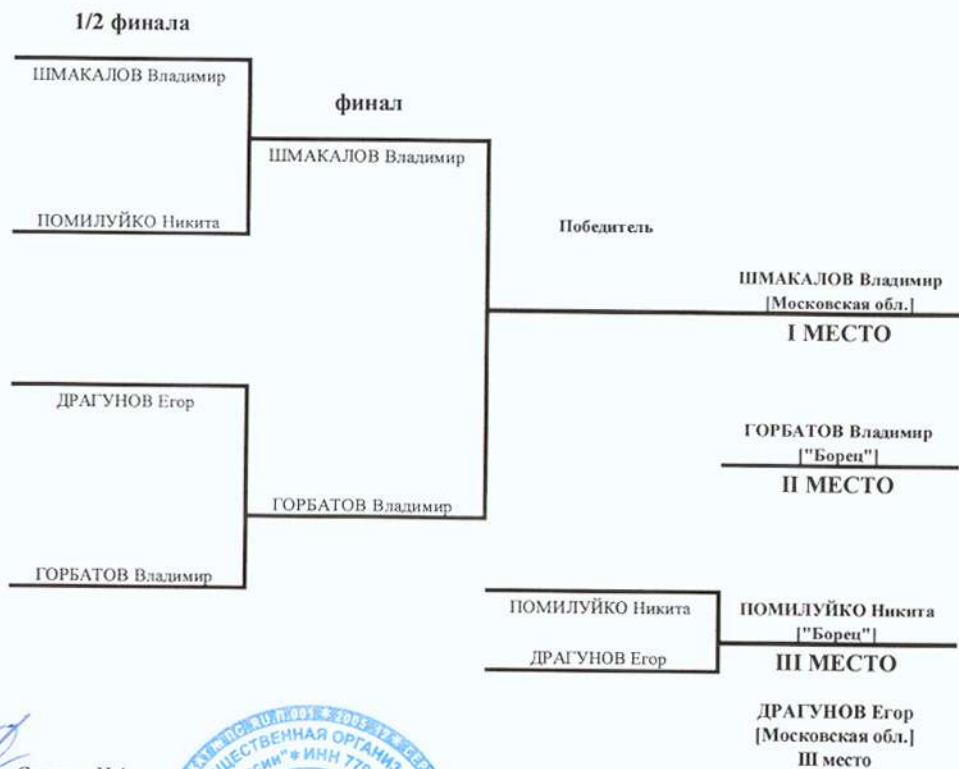 1/2 финала
ШМАКАЛОВ Владимир
финал
ШМАКАЛОВ Владимир
ПОМИЛУЙКО Никита
Победитель
ШМАКАЛОВ Владимир
[Московская обл.]
I МЕСТО
ДРАГУНОВ Егор
ГОРБАТОВ Владимир
["Борец"]
II МЕСТО
ГОРБАТОВ Владимир
ГОРБАТОВ Владимир
ПОМИЛУЙКО Никита
ПОМИЛУЙКО Никита
["Борец"]
ДРАГУНОВ Егор
III МЕСТО
ДРАГУНОВ Егор
[Московская обл.]
III место
ИНН